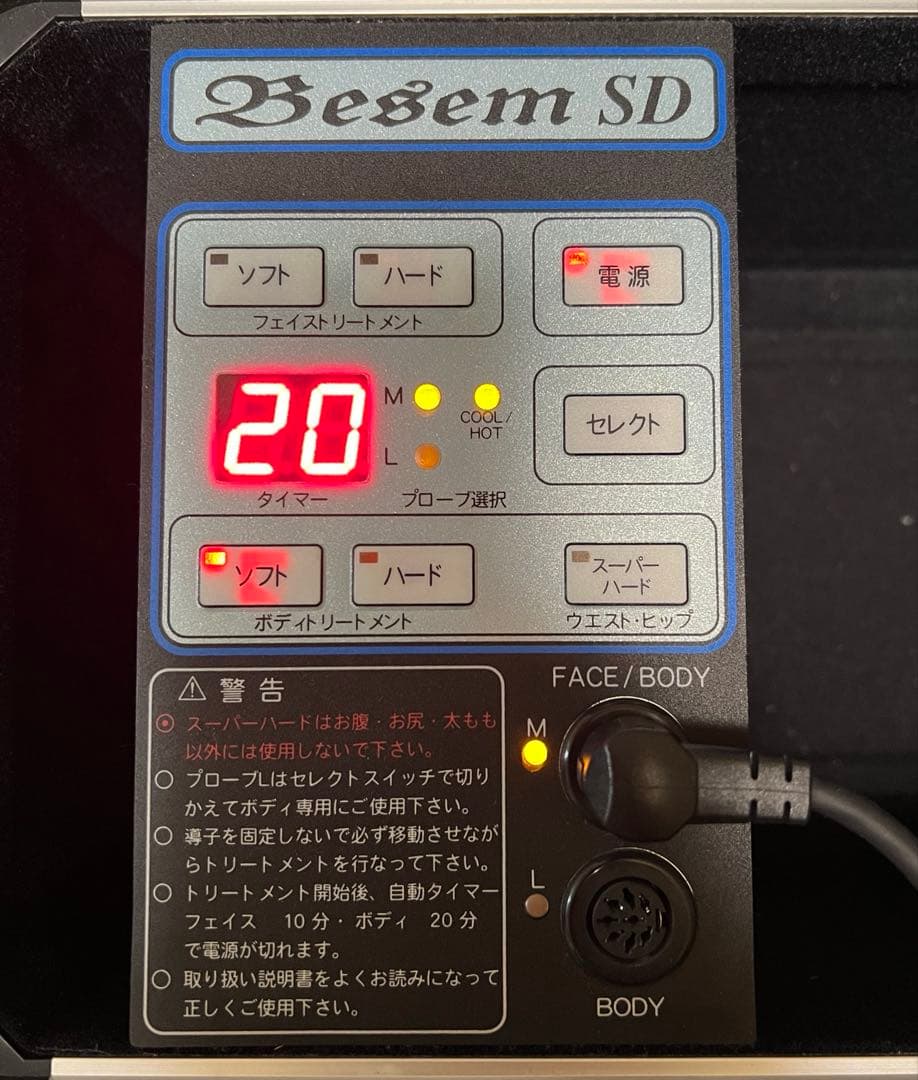 Besem SD
ソフト ハード 電源
フェイストリートメント
20
M COOL/
HOT
L
セレクト
タイマー プローブ選択
ソフト ハード スーパー
ハード
ボディトリートメント ウエスト・ヒップ
⚠ 警告
◉ スーパーハードはお腹・お尻・太もも
以外には使用しないで下さい。
○ プローブLはセレクトスイッチで切り
かえてボディ専用にご使用下さい。
○ 導子を固定しないで必ず移動させなが
らトリートメントを行なって下さい。
○ トリートメント開始後、自動タイマー
フェイス 10分・ボディ 20分
で電源が切れます。
○ 取り扱い説明書をよくお読みになって
正しくご使用下さい。
FACE/BODY
M
L
BODY